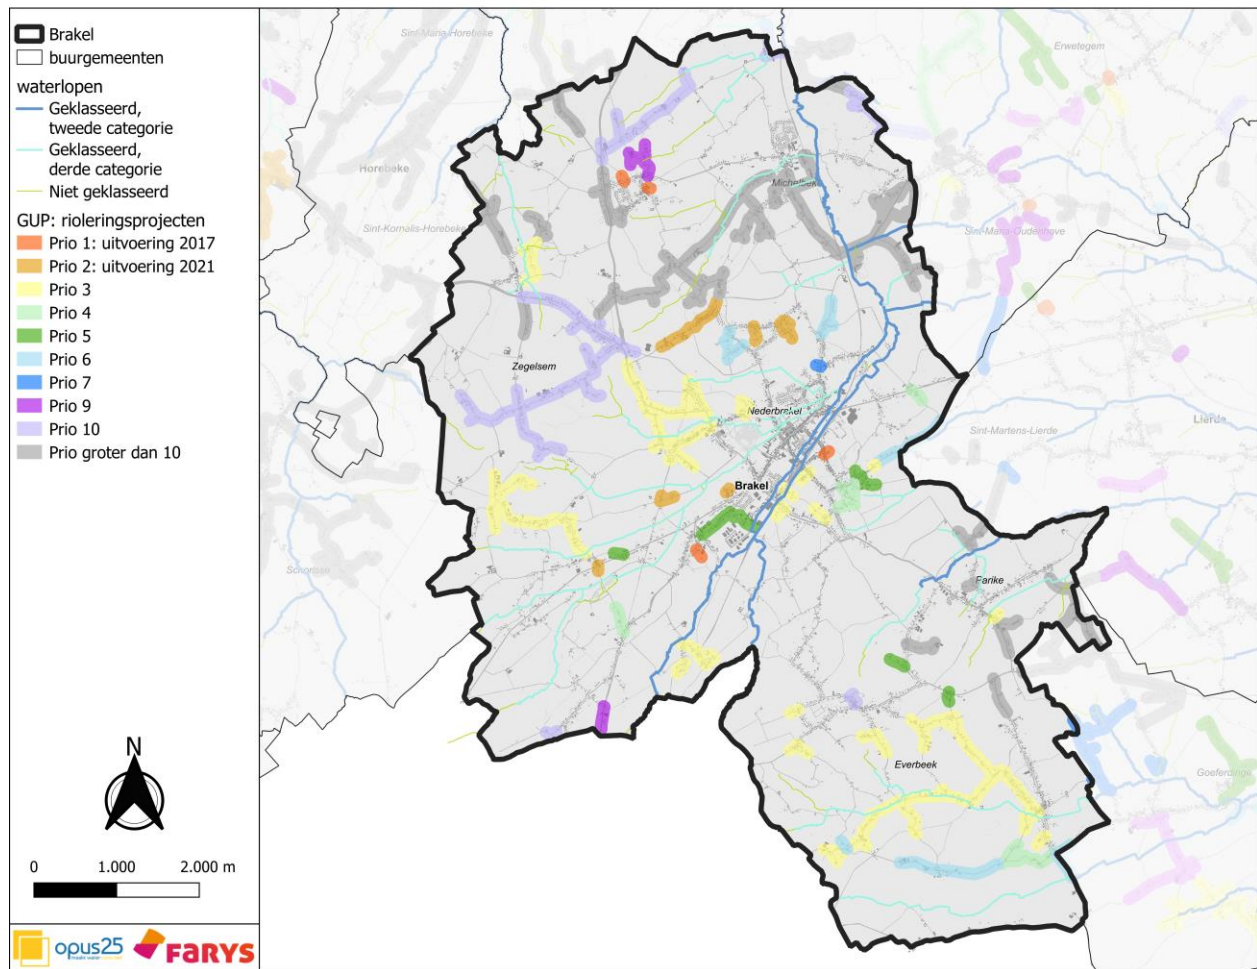 Brakel
buurgemeenten
waterlopen
Geklasseerd,
tweede categorie
Geklasseerd,
derde categorie
Niet geklasseerd
GUP: rioleringsprojecten
Prio 1: uitvoering 2017
Prio 2: uitvoering 2021
Prio 3
Prio 4
Prio 5
Prio 6
Prio 7
Prio 9
Prio 10
Prio groter dan 10
N
0 1.000 2.000 m
opus25
FARYS
Sint-Maria-Horebeke
Erwetegem
Horebeke
Michelbeke
Sint-Kornelis-Horebeke
Sint-Maria-Oudenhove
Zegelsem
Nederbrakel
Lierde
Sint-Martens-Lierde
Brakel
Schorisse
Parike
Everbeek
Goeferdinge